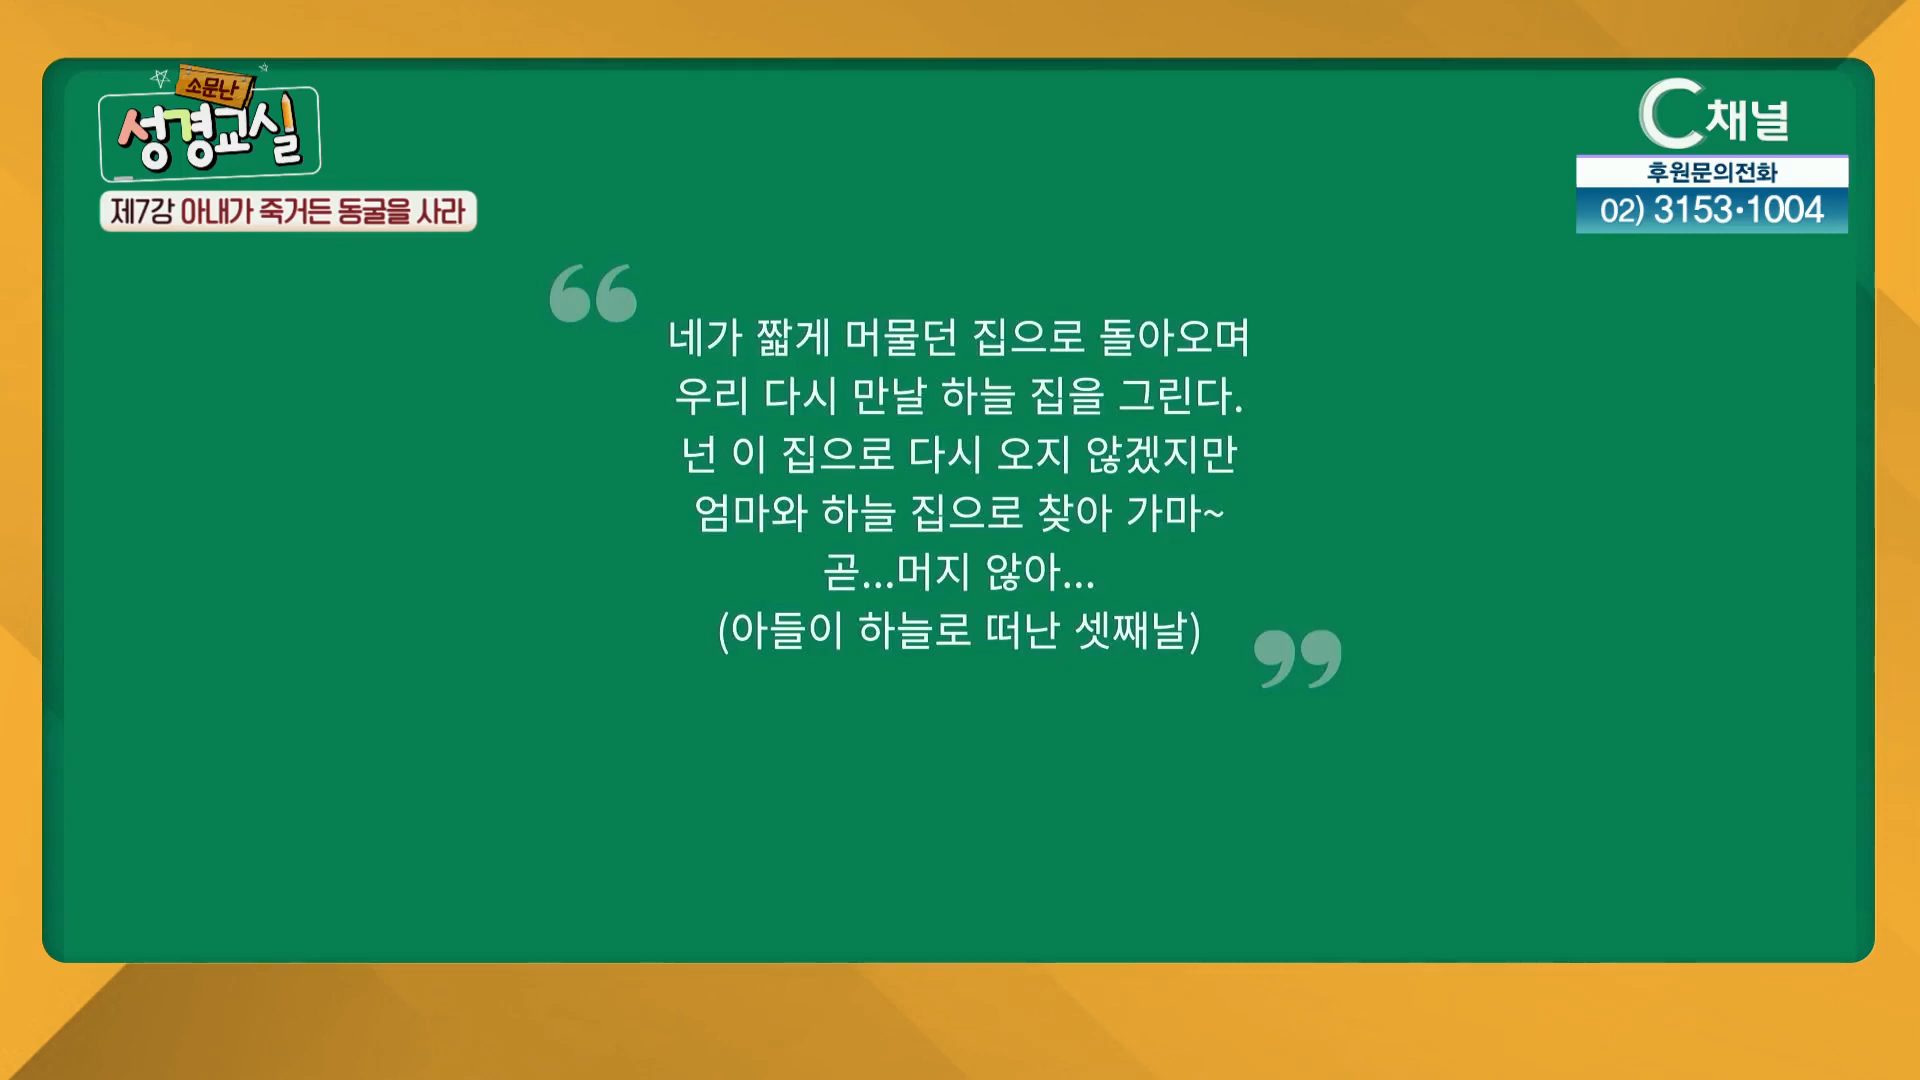 소문난
성경교실
제7강 아내가 죽거든 동굴을 사라
C채널
후원문의전화
02) 3153·1004
“
네가 짧게 머물던 집으로 돌아오며
우리 다시 만날 하늘 집을 그린다.
넌 이 집으로 다시 오지 않겠지만
엄마와 하늘 집으로 찾아 가마~
곧...머지 않아...
(아들이 하늘로 떠난 셋째날)
”